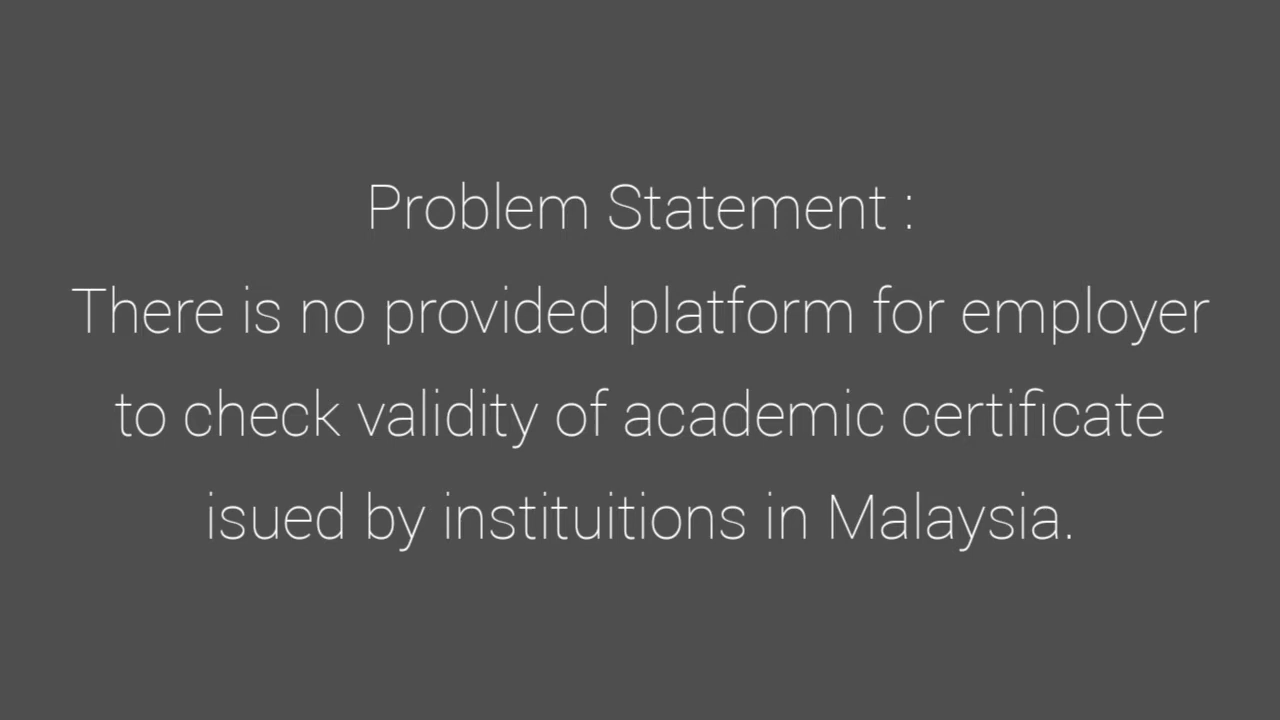 Problem Statement :
There is no provided platform for employer
to check validity of academic certificate
isued by instituitions in Malaysia.